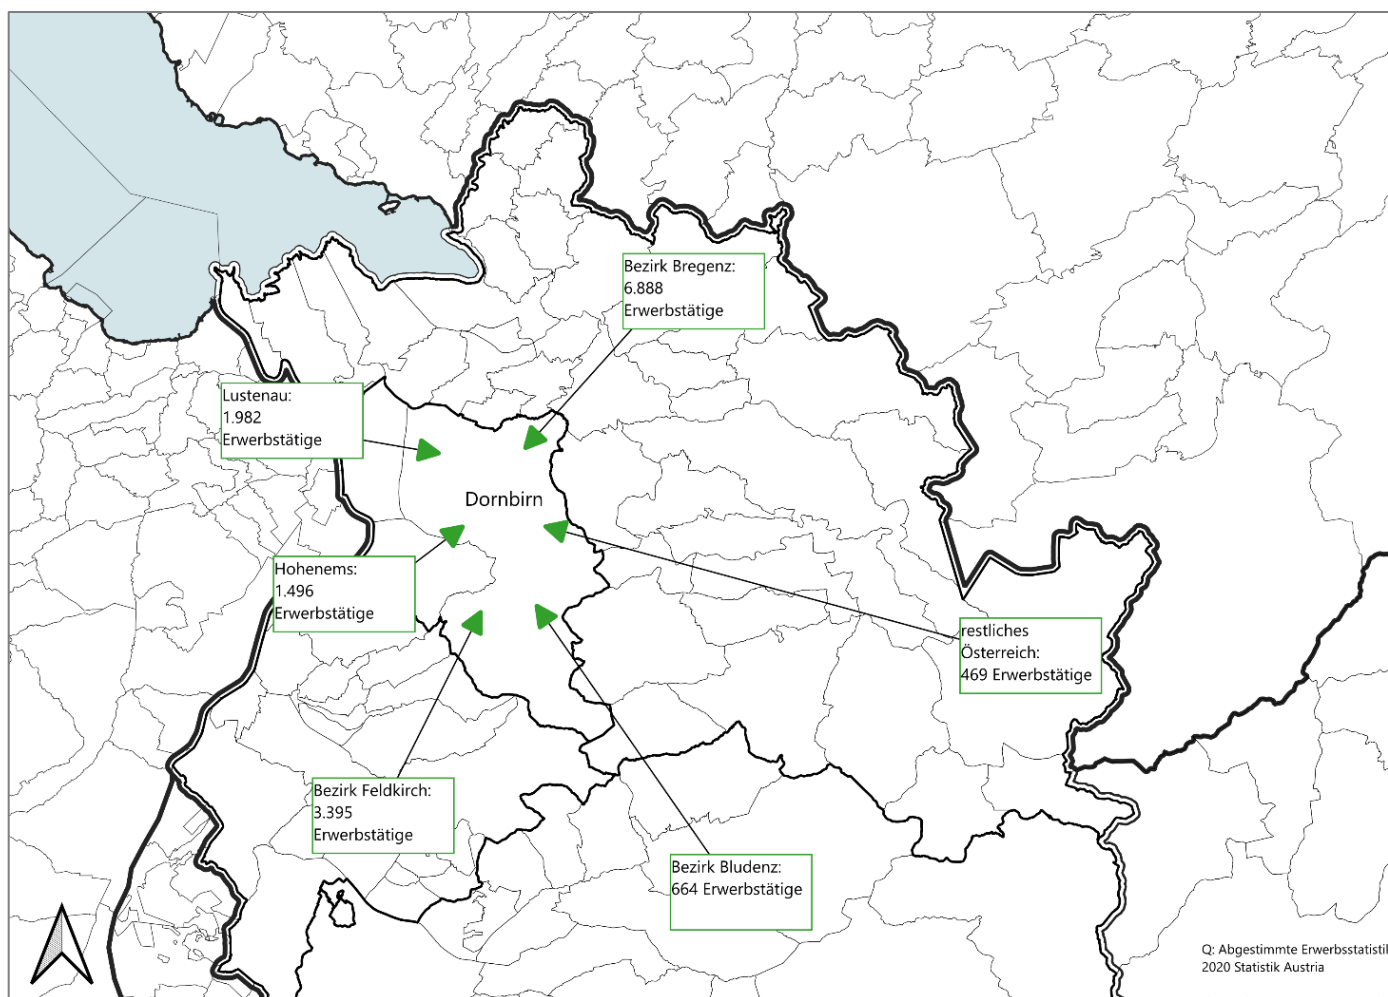 Bezirk Bregenz:
6.888
Erwerbstätige
Lustenau:
1.982
Erwerbstätige
Dornbirn
Hohenems:
1.496
Erwerbstätige
restliches
Österreich:
469 Erwerbstätige
Bezirk Feldkirch:
3.395
Erwerbstätige
Bezirk Bludenz:
664 Erwerbstätige
Q: Abgestimmte Erwerbsstatistik
2020 Statistik Austria